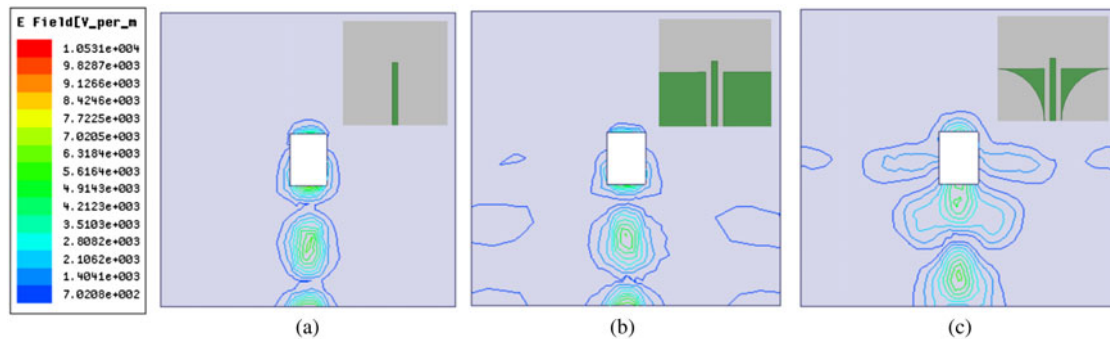 E Field[V_per_m
1.0531e+004
9.8287e+003
9.1266e+003
8.4246e+003
7.7225e+003
7.0205e+003
6.3184e+003
5.6164e+003
4.9143e+003
4.2123e+003
3.5103e+003
2.8082e+003
2.1062e+003
1.4041e+003
7.0208e+002
(a)
(b)
(c)